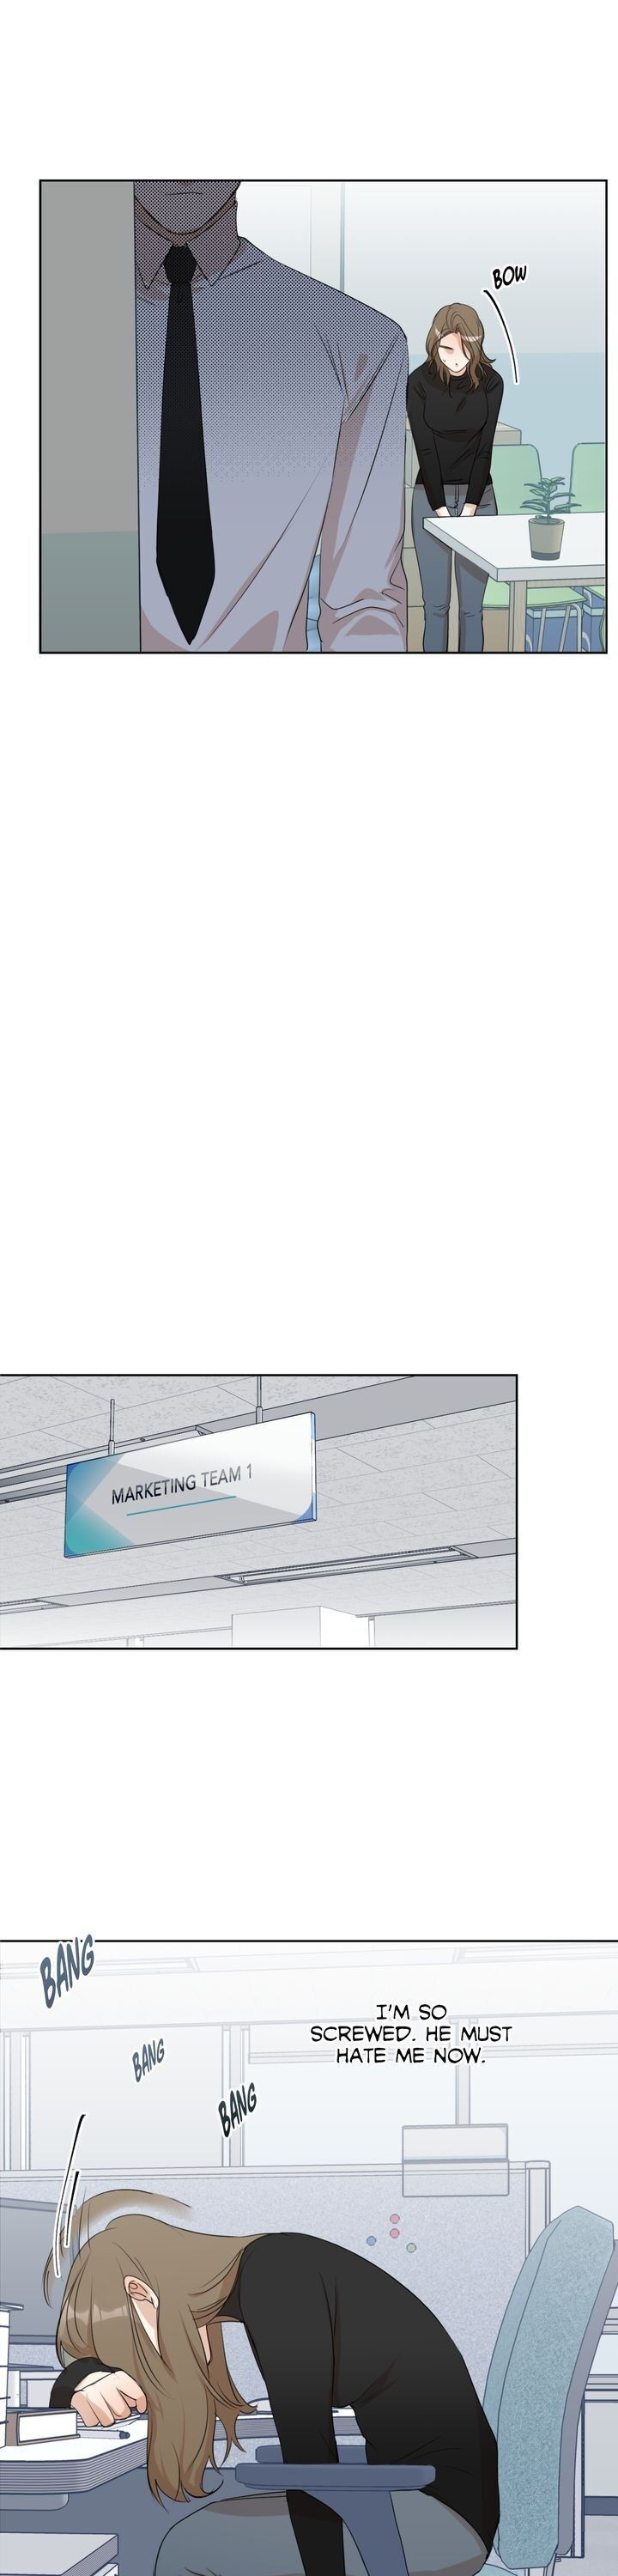 BOW
MARKETING TEAM 1
BANG
BANG
BANG
I'M SO
SCREWED. HE MUST
HATE ME NOW.